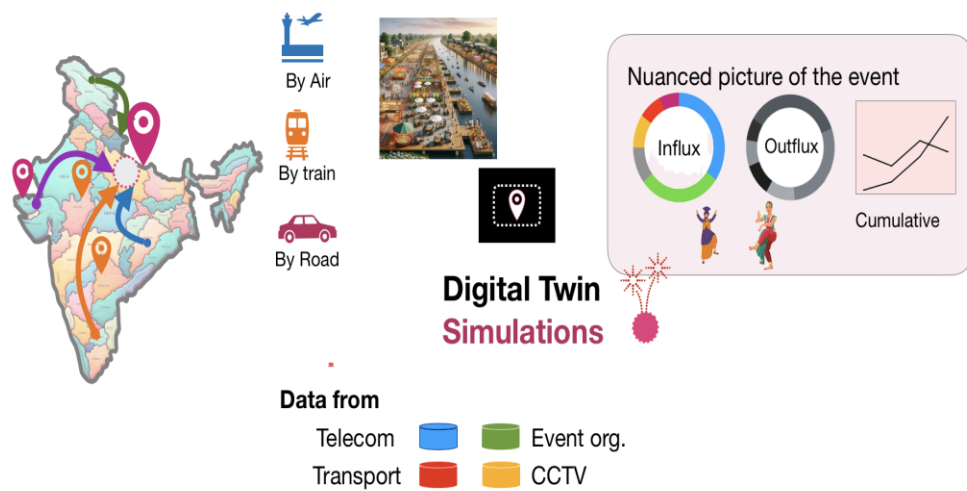 By Air
By train
By Road
Nuanced picture of the event
Influx
Outflux
Cumulative
Digital Twin
Simulations
Data from
Telecom
Event org.
Transport
CCTV